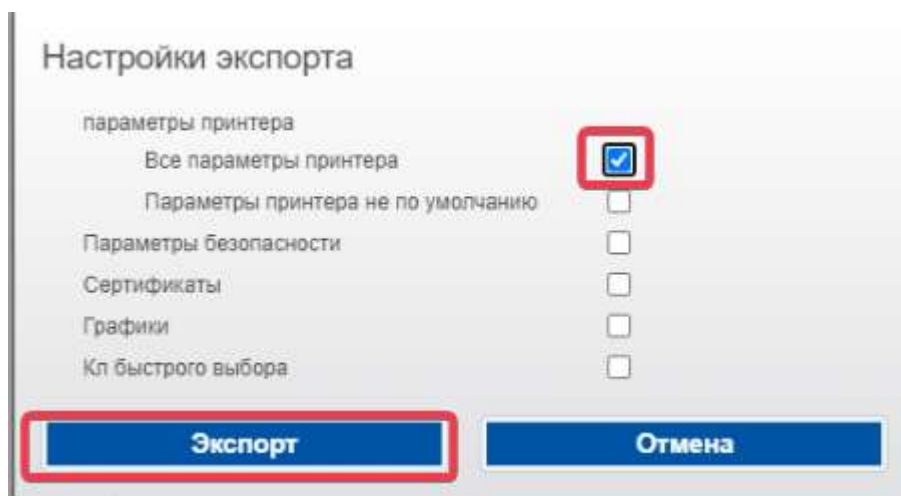 Настройки экспорта
параметры принтера
Все параметры принтера
Параметры принтера не по умолчанию
Параметры безопасности
Сертификаты
Графики
Кл быстрого выбора
Экспорт Отмена